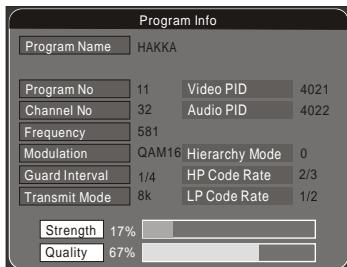 Program Info
Program Name HAKKA
Program No 11 Video PID 4021
Channel No 32 Audio PID 4022
Frequency 581
Modulation QAM16 Hierarchy Mode 0
Guard Interval 1/4 HP Code Rate 2/3
Transmit Mode 8k LP Code Rate 1/2
Strength 17%
Quality 67%